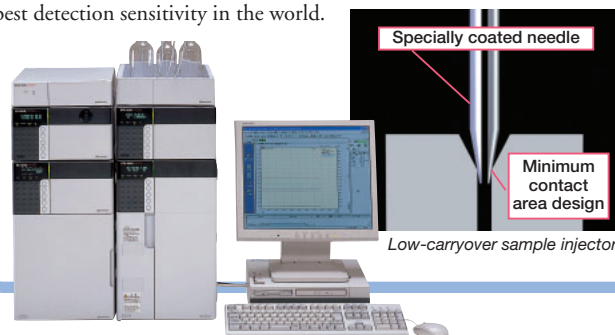 best detection sensitivity in the world.
Specially coated needle
Minimum
contact
area design
Low-carryover sample injector